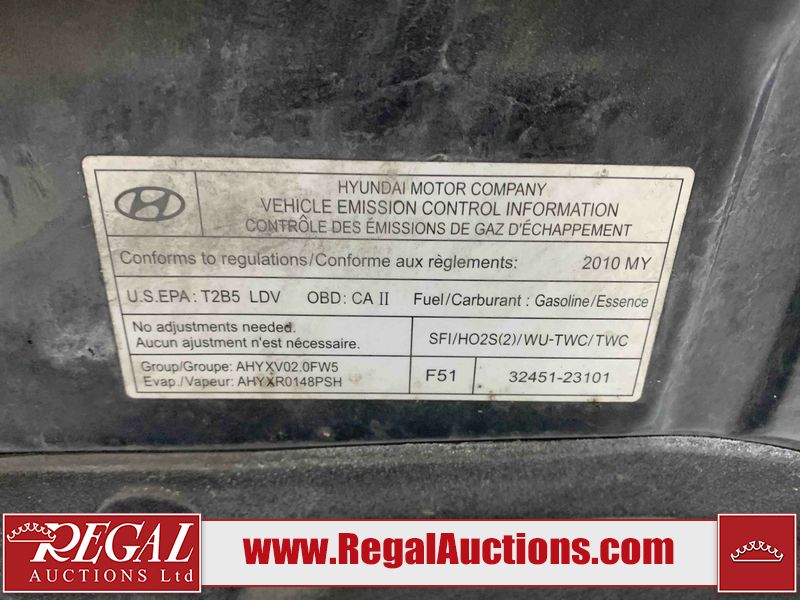 HYUNDAI MOTOR COMPANY
VEHICLE EMISSION CONTROL INFORMATION
CONTRÔLE DES ÉMISSIONS DE GAZ D'ÉCHAPPEMENT
Conforms to regulations/Conforme aux règlements: 2010 MY
U.S.EPA: T2B5 LDV OBD: CA II Fuel/Carburant: Gasoline/Essence
No adjustments needed.
Aucun ajustment n'est nécessaire.
SFI/HO2S(2)/WU-TWC/TWC
Group/Groupe: AHYXV02.0FW5
Evap./Vapeur: AHYXR0148PSH
F51 32451-23101
REGAL
AUCTIONS Ltd
www.RegalAuctions.com